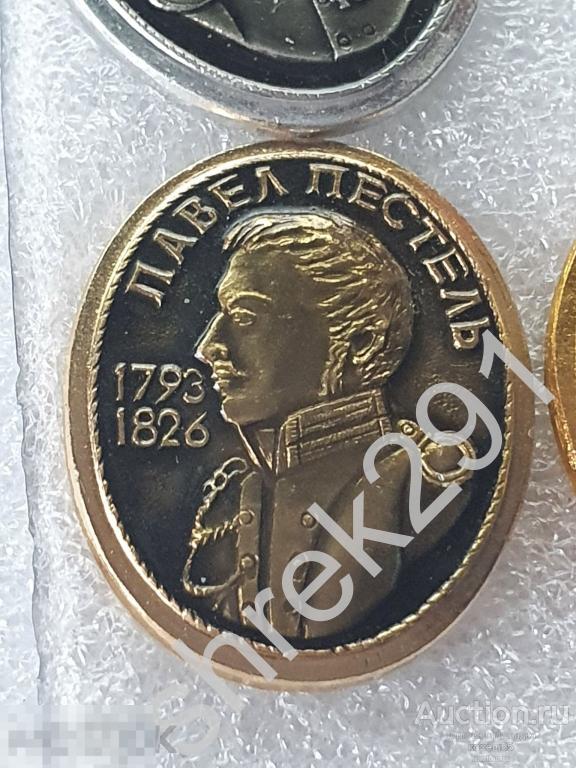 ПАВЕЛ ПЕСТЕЛЬ
1793
1826
Shrek291
Auction.ru